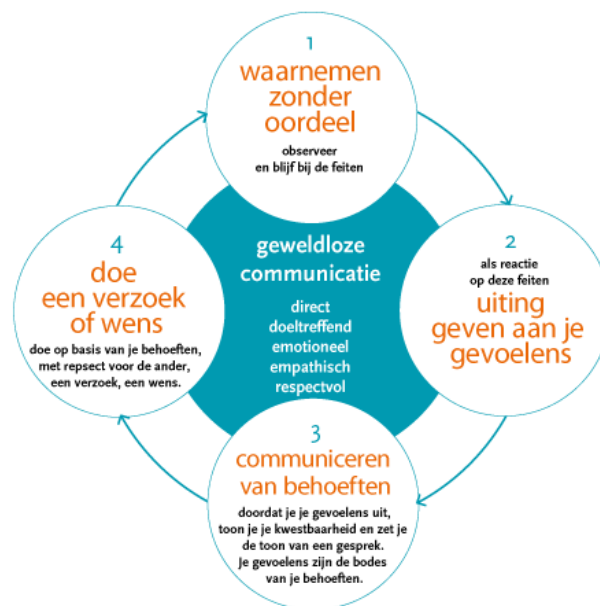 1
waarnemen
zonder
oordeel
observeer
en blijf bij de feiten
2
als reactie
op deze feiten
uiting
geven aan je
gevoelens
3
communiceren
van behoeften
doordat je je gevoelens uit,
toon je je kwestbaarheid en zet je
de toon van een gesprek.
Je gevoelens zijn de bodes
van je behoeften.
4
doe
een verzoek
of wens
doe op basis van je behoeften,
met repsect voor de ander,
een verzoek, een wens.
geweldloze
communicatie
direct
doeltreffend
emotioneel
empathisch
respectvol